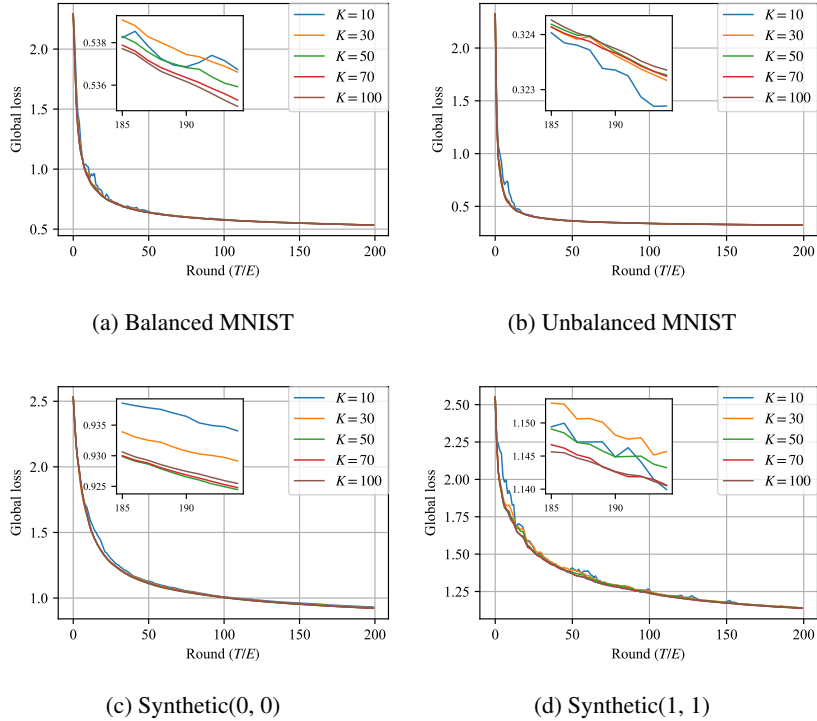 2.0
1.5
1.0
0.5
Global loss
0
50
100
150
200
Round (T/E)
0.538
0.536
185
190
K = 10
K = 30
K = 50
K = 70
K = 100
(a) Balanced MNIST
2.0
1.5
1.0
0.5
Global loss
0
50
100
150
200
Round (T/E)
0.324
0.323
185
190
K = 10
K = 30
K = 50
K = 70
K = 100
(b) Unbalanced MNIST
2.5
2.0
1.5
1.0
Global loss
0
50
100
150
200
Round (T/E)
0.935
0.930
0.925
185
190
K = 10
K = 30
K = 50
K = 70
K = 100
(c) Synthetic(0, 0)
2.50
2.25
2.00
1.75
1.50
1.25
Global loss
0
50
100
150
200
Round (T/E)
1.150
1.145
1.140
185
190
K = 10
K = 30
K = 50
K = 70
K = 100
(d) Synthetic(1, 1)